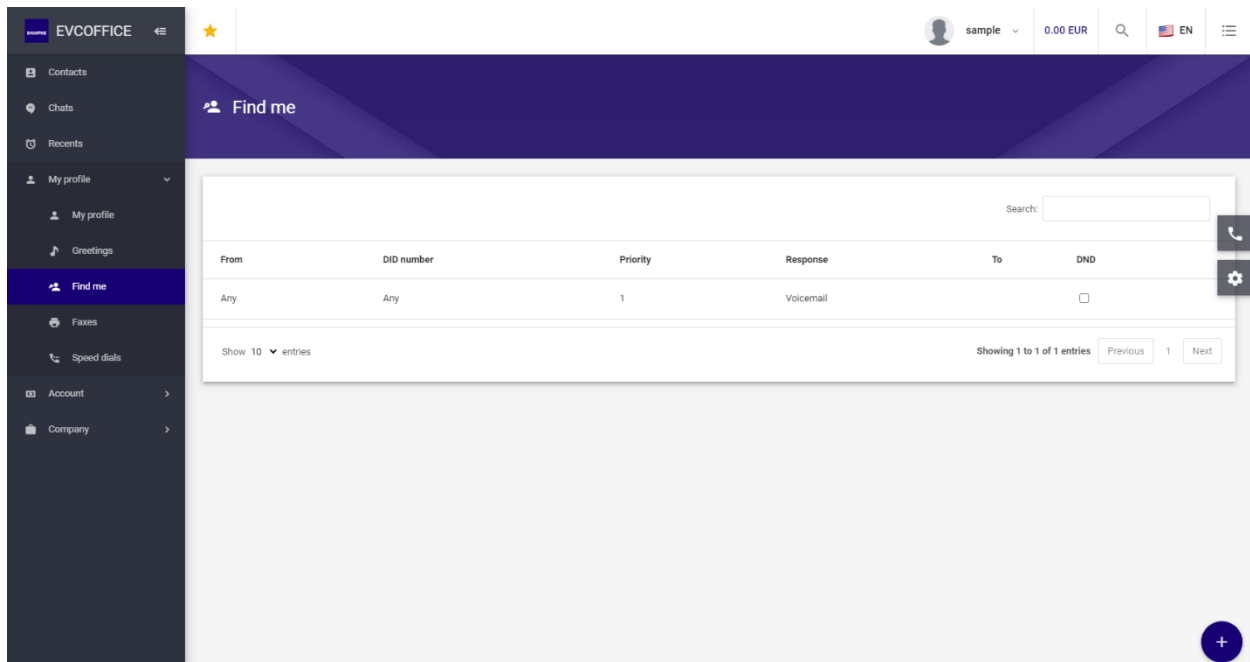 EVCOFFICE
sample
0.00 EUR
EN
Contacts
Chats
Recents
My profile
My profile
Greetings
Find me
Faxes
Speed dials
Account
Company
Find me
Search:
From DID number Priority Response To DND
Any Any 1 Voicemail
Show 10 entries
Showing 1 to 1 of 1 entries Previous 1 Next